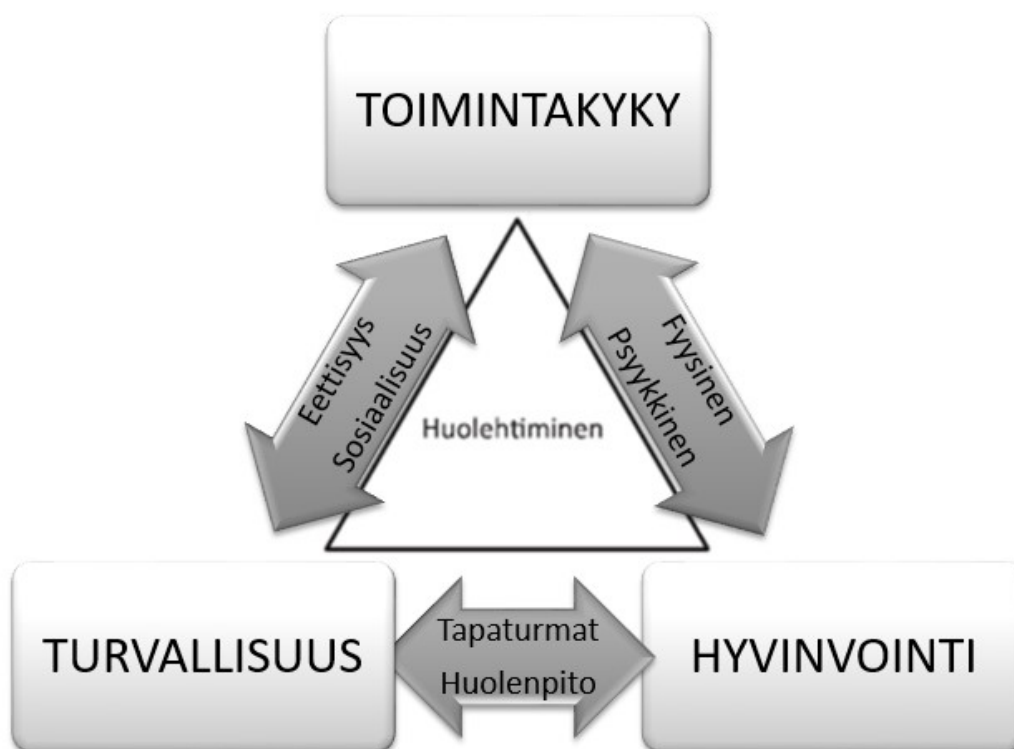 TOIMINTAKYKY
Eettisyys
Sosiaalisuus
Fyysinen
Psyykkinen
Huolehtiminen
TURVALLISUUS
Tapaturmat
Huolenpito
HYVINVOINTI